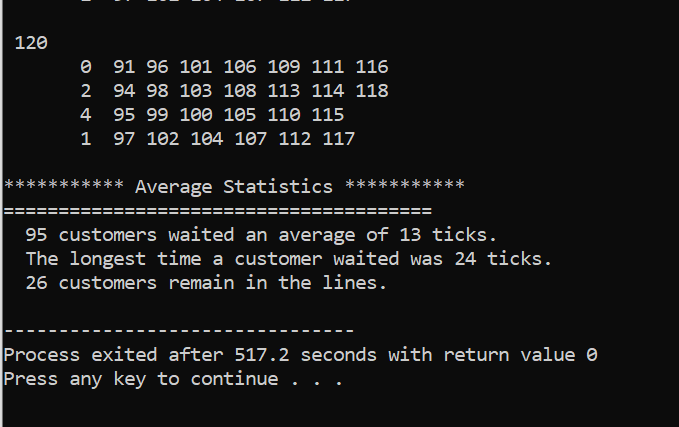 120
0 91 96 101 106 109 111 116
2 94 98 103 108 113 114 118
4 95 99 100 105 110 115
1 97 102 104 107 112 117
*********** Average Statistics ***********
=======================================
95 customers waited an average of 13 ticks.
The longest time a customer waited was 24 ticks.
26 customers remain in the lines.
--------------------------------
Process exited after 517.2 seconds with return value 0
Press any key to continue . . .